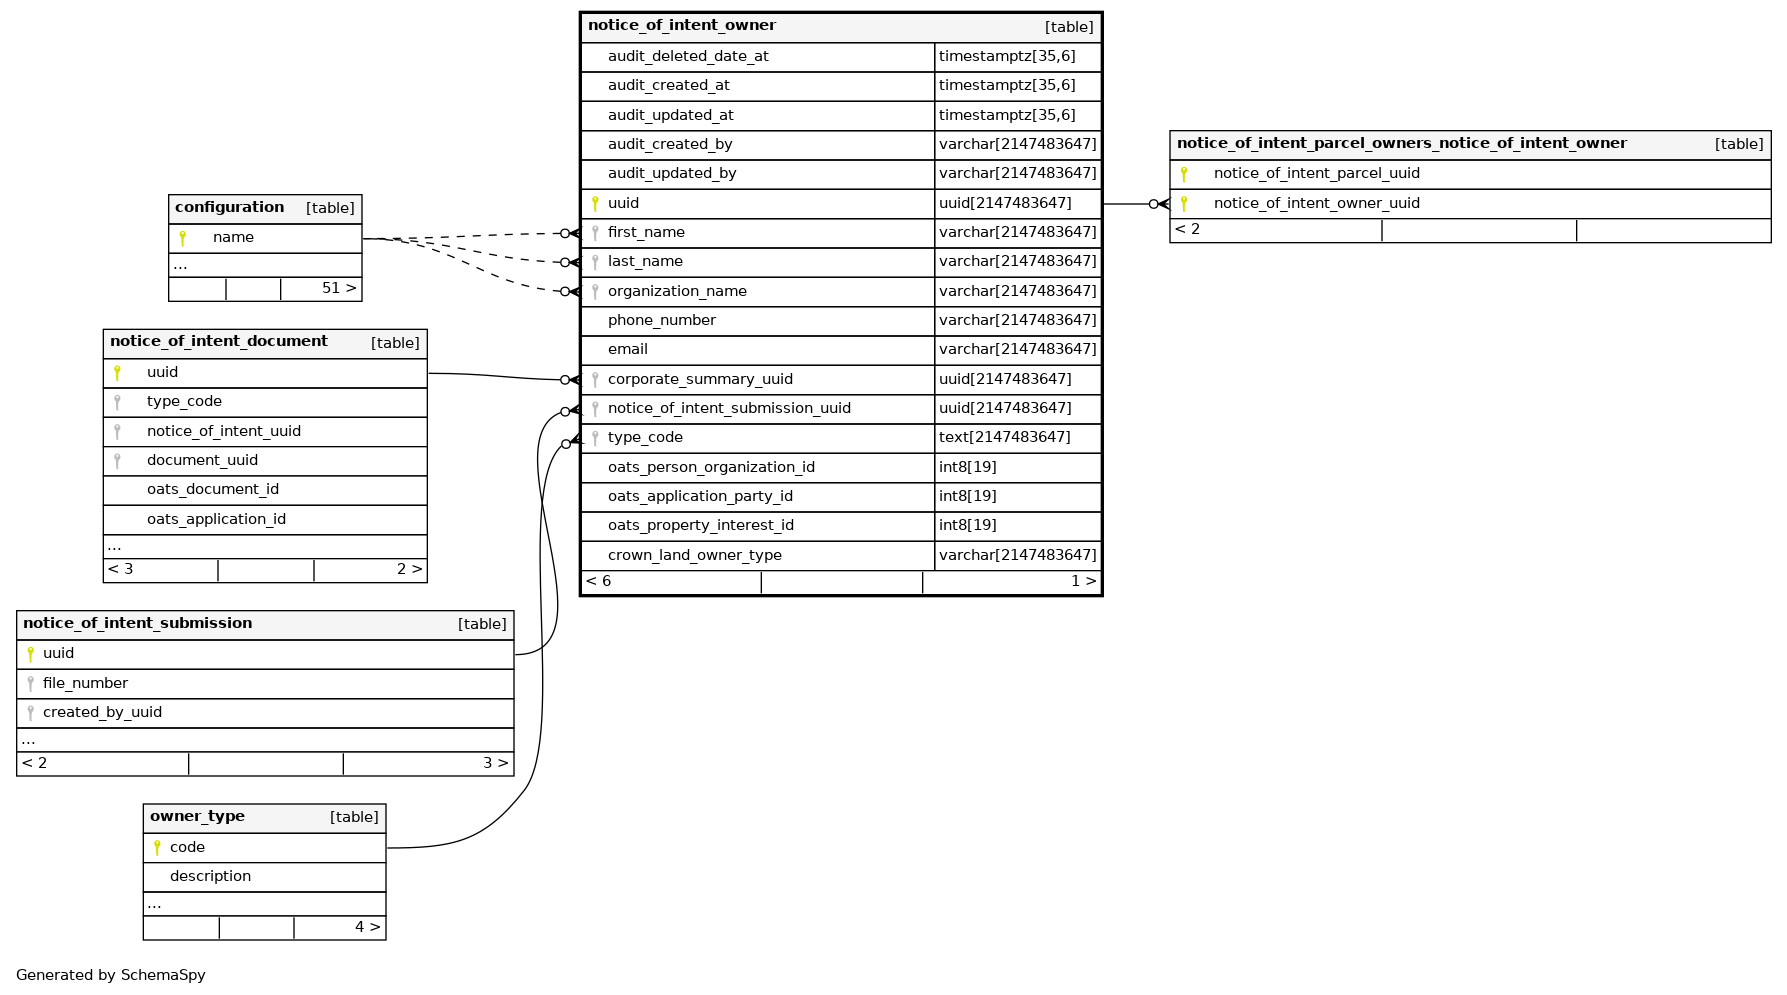 notice_of_intent_owner [table]
audit_deleted_date_at timestamptz[35,6]
audit_created_at timestamptz[35,6]
audit_updated_at timestamptz[35,6]
audit_created_by varchar[2147483647]
audit_updated_by varchar[2147483647]
uuid uuid[2147483647]
first_name varchar[2147483647]
last_name varchar[2147483647]
organization_name varchar[2147483647]
phone_number varchar[2147483647]
email varchar[2147483647]
corporate_summary_uuid uuid[2147483647]
notice_of_intent_submission_uuid uuid[2147483647]
type_code text[2147483647]
oats_person_organization_id int8[19]
oats_application_party_id int8[19]
oats_property_interest_id int8[19]
crown_land_owner_type varchar[2147483647]
< 6 1 >
notice_of_intent_parcel_owners_notice_of_intent_owner [table]
notice_of_intent_parcel_uuid
notice_of_intent_owner_uuid
< 2
configuration [table]
name
...
51 >
notice_of_intent_document [table]
uuid
type_code
notice_of_intent_uuid
document_uuid
oats_document_id
oats_application_id
...
< 3 2 >
notice_of_intent_submission [table]
uuid
file_number
created_by_uuid
...
< 2 3 >
owner_type [table]
code
description
...
4 >
Generated by SchemaSpy